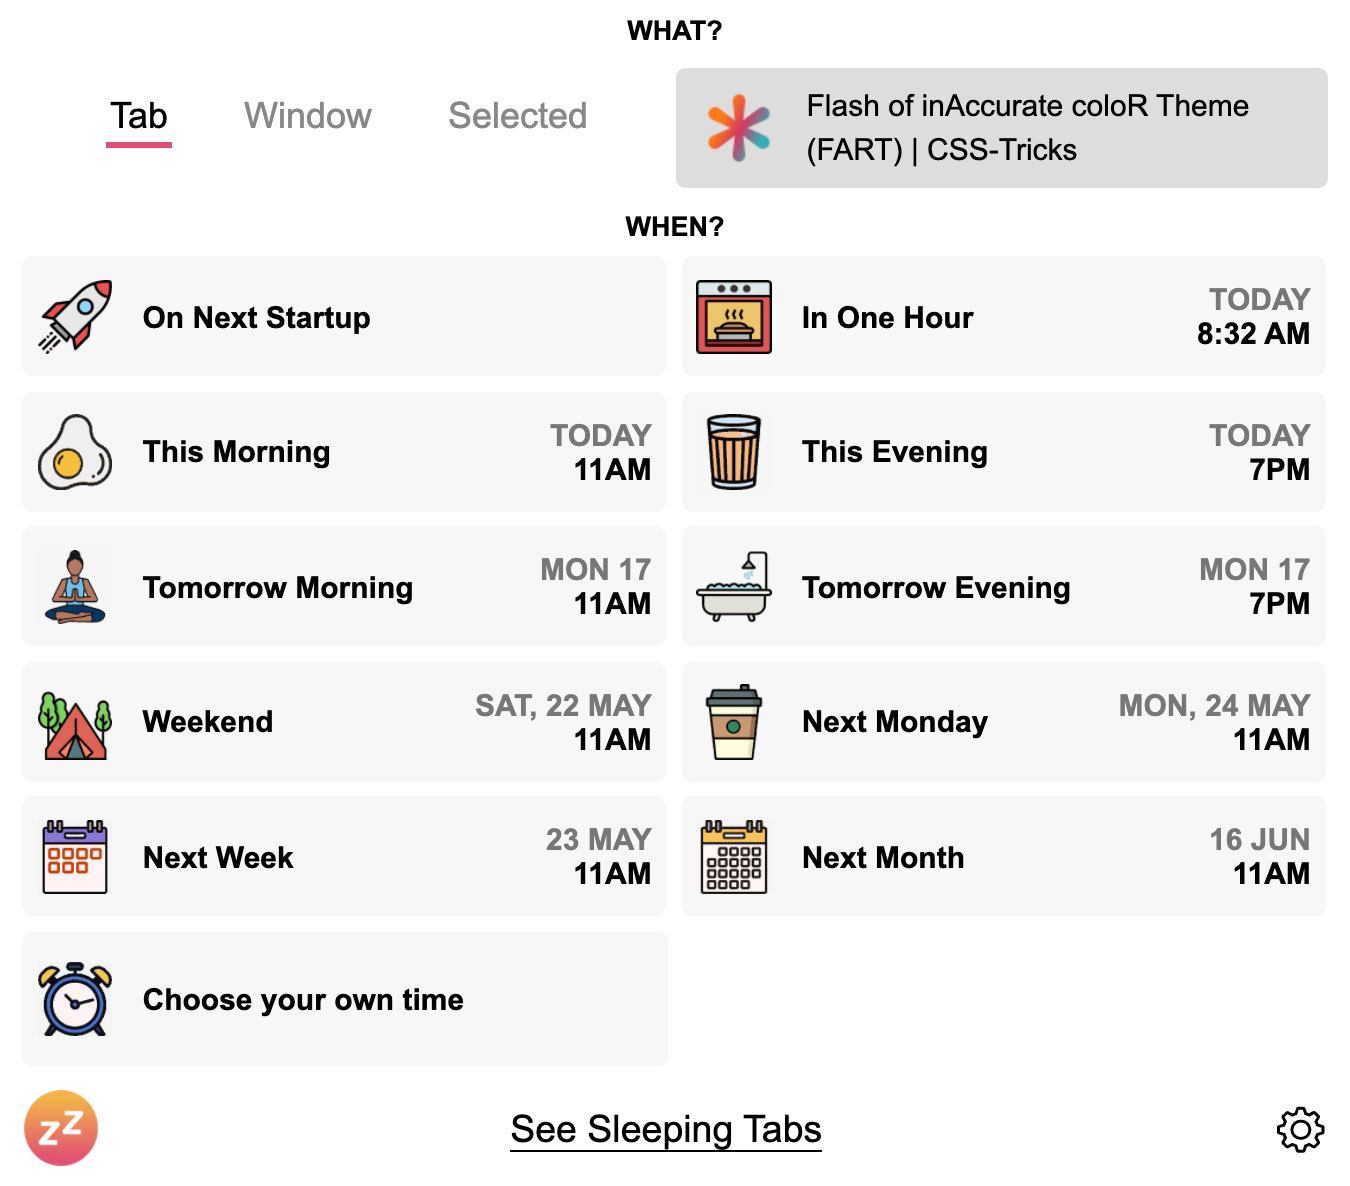 WHAT?
Tab
Window
Selected
Flash of inAccurate coloR Theme
(FART) | CSS-Tricks
WHEN?
On Next Startup
In One Hour
TODAY
8:32 AM
This Morning
TODAY
11AM
This Evening
TODAY
7PM
Tomorrow Morning
MON 17
11AM
Tomorrow Evening
MON 17
7PM
Weekend
SAT, 22 MAY
11AM
Next Monday
MON, 24 MAY
11AM
Next Week
23 MAY
11AM
Next Month
16 JUN
11AM
Choose your own time
zZ
See Sleeping Tabs